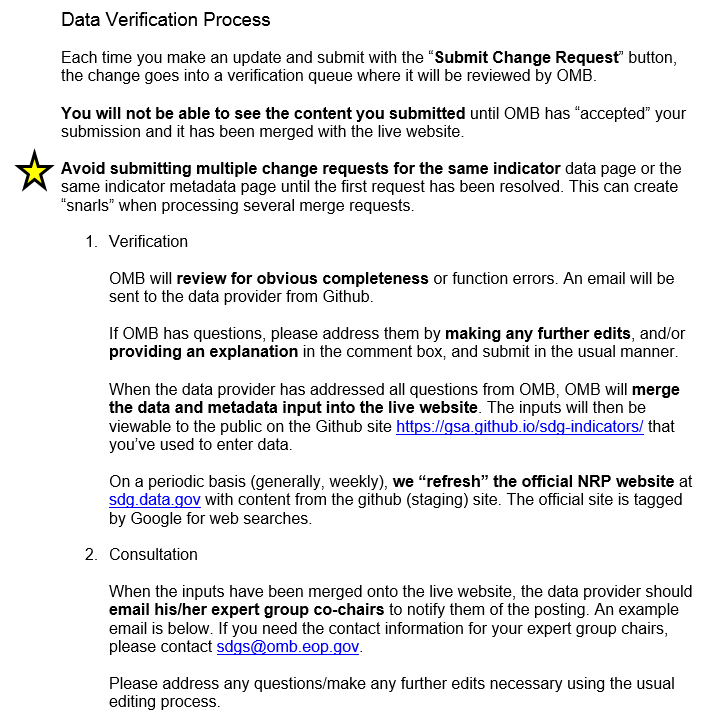 Data Verification Process
Each time you make an update and submit with the “Submit Change Request” button,
the change goes into a verification queue where it will be reviewed by OMB.
You will not be able to see the content you submitted until OMB has “accepted” your
submission and it has been merged with the live website.
Avoid submitting multiple change requests for the same indicator data page or the
same indicator metadata page until the first request has been resolved. This can create
“snarls” when processing several merge requests.
1. Verification
OMB will review for obvious completeness or function errors. An email will be
sent to the data provider from Github.
If OMB has questions, please address them by making any further edits, and/or
providing an explanation in the comment box, and submit in the usual manner.
When the data provider has addressed all questions from OMB, OMB will merge
the data and metadata input into the live website. The inputs will then be
viewable to the public on the Github site https://gsa.github.io/sdg-indicators/ that
you’ve used to enter data.
On a periodic basis (generally, weekly), we “refresh” the official NRP website at
sdg.data.gov with content from the github (staging) site. The official site is tagged
by Google for web searches.
2. Consultation
When the inputs have been merged onto the live website, the data provider should
email his/her expert group co-chairs to notify them of the posting. An example
email is below. If you need the contact information for your expert group chairs,
please contact sdgs@omb.eop.gov.
Please address any questions/make any further edits necessary using the usual
editing process.